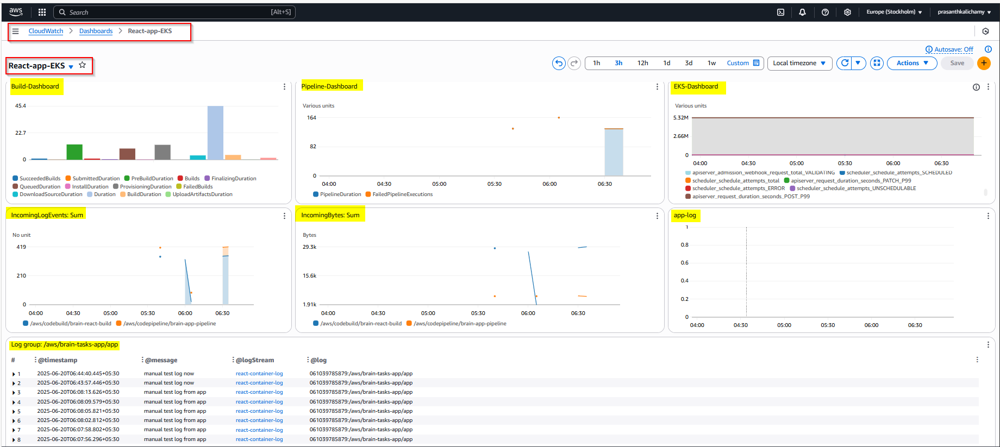 aws
Search [Alt+S]
Europe (Stockholm) prasanthkalichamy
CloudWatch Dashboards React-app-EKS
Autosave: Off
React-app-EKS
1h 3h 12h 1d 3d 1w Custom Local timezone Actions Save
Build-Dashboard
45.4
22.7
0
SucceededBuilds SubmittedDuration PreBuildDuration Builds FinalizingDuration
QueuedDuration InstallDuration ProvisioningDuration FailedBuilds
DownloadSourceDuration Duration BuildDuration UploadArtifactsDuration
Pipeline-Dashboard
Various units
164
82
0
04:00 04:30 05:00 05:30 06:00 06:30
PipelineDuration FailedPipelineExecutions
EKS-Dashboard
Various units
5.32M
2.66M
0
04:00 04:30 05:00 05:30 06:00 06:30
apiserver_admission_webhook_request_total_VALIDATING scheduler_schedule_attempts_SCHEDULED
scheduler_schedule_attempts_total apiserver_request_duration_seconds_PATCH_P99
scheduler_schedule_attempts_ERROR scheduler_schedule_attempts_UNSCHEDULABLE
apiserver_request_duration_seconds_POST_P99
IncomingLogEvents: Sum
No unit
419
210
0
04:00 04:30 05:00 05:30 06:00 06:30
/aws/codebuild/brain-react-build /aws/codepipeline/brain-app-pipeline
IncomingBytes: Sum
Bytes
29.3k
15.6k
1.91k
04:00 04:30 05:00 05:30 06:00 06:30
/aws/codebuild/brain-react-build /aws/codepipeline/brain-app-pipeline
app-log
1
0.8
0.6
0.4
0.2
0
04:00 04:30 05:00 05:30 06:00 06:30
Log group: /aws/brain-tasks-app/app
# @timestamp @message @logStream @log
1 2025-06-20T06:44:40.445+05:30 manual test log now react-container-log 061039785879:/aws/brain-tasks-app/app
2 2025-06-20T06:43:57.446+05:30 manual test log now react-container-log 061039785879:/aws/brain-tasks-app/app
3 2025-06-20T06:08:13.626+05:30 manual test log from app react-container-log 061039785879:/aws/brain-tasks-app/app
4 2025-06-20T06:08:09.579+05:30 manual test log from app react-container-log 061039785879:/aws/brain-tasks-app/app
5 2025-06-20T06:08:05.821+05:30 manual test log from app react-container-log 061039785879:/aws/brain-tasks-app/app
6 2025-06-20T06:08:02.812+05:30 manual test log from app react-container-log 061039785879:/aws/brain-tasks-app/app
7 2025-06-20T06:07:58.802+05:30 manual test log from app react-container-log 061039785879:/aws/brain-tasks-app/app
8 2025-06-20T06:07:56.296+05:30 manual test log from app react-container-log 061039785879:/aws/brain-tasks-app/app